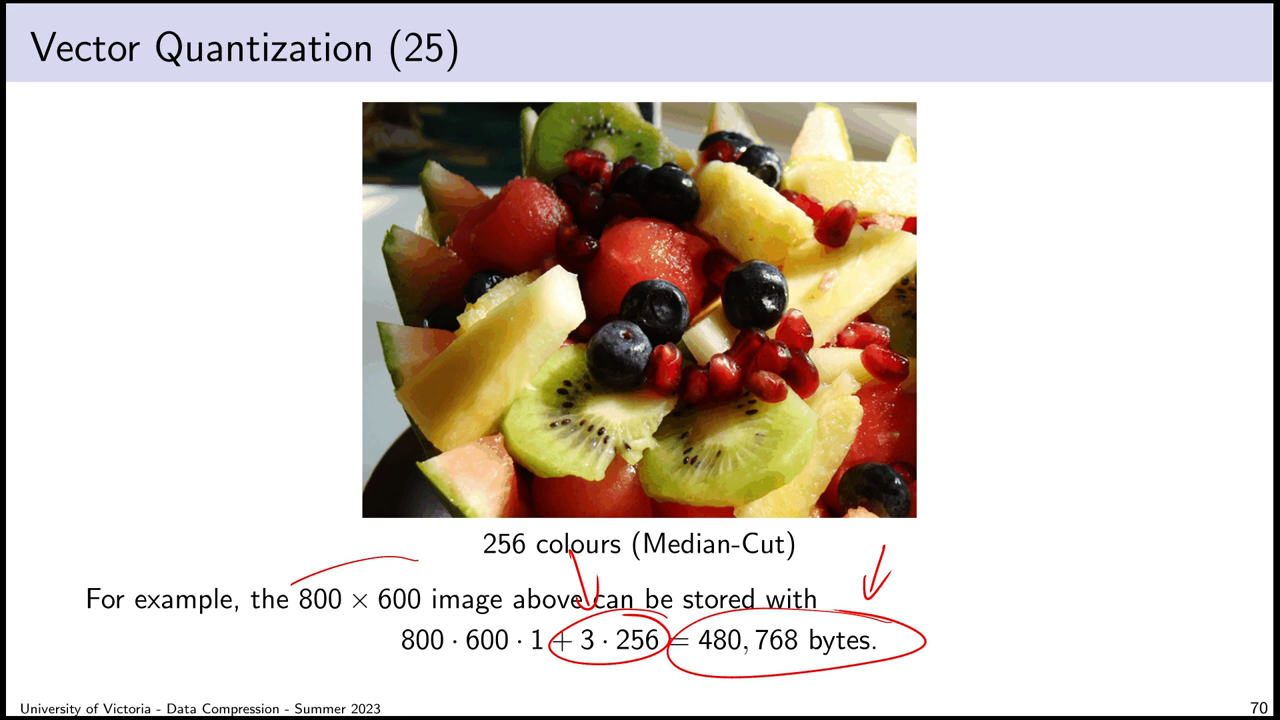 Vector Quantization (25)
256 colours (Median-Cut)
For example, the 800 × 600 image above can be stored with
800 · 600 · 1 + 3 · 256 = 480, 768 bytes.
University of Victoria - Data Compression - Summer 2023
70